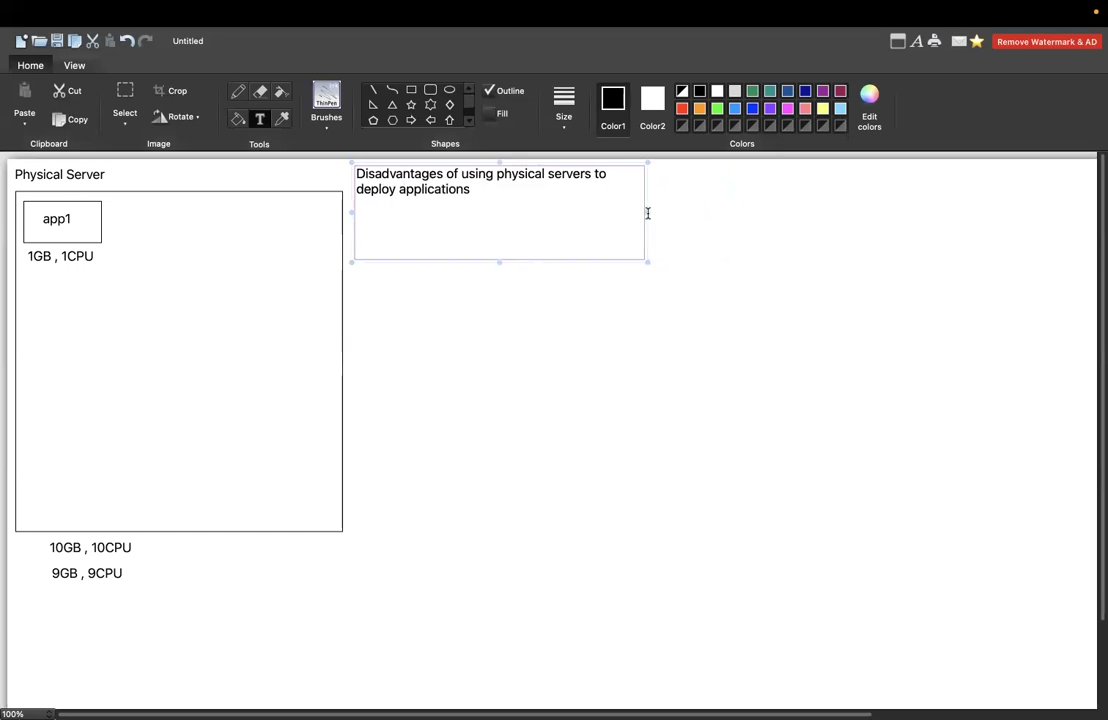 Untitled
Remove Watermark & AD
Home
View
Paste
Cut
Copy
Clipboard
Select
Crop
Rotate
Image
T
Tools
ThinPen
Brushes
Outline
Fill
Shapes
Size
Color1
Color2
Edit
colors
Colors
Physical Server
app1
1GB , 1CPU
10GB , 10CPU
9GB , 9CPU
Disadvantages of using physical servers to
deploy applications
100%